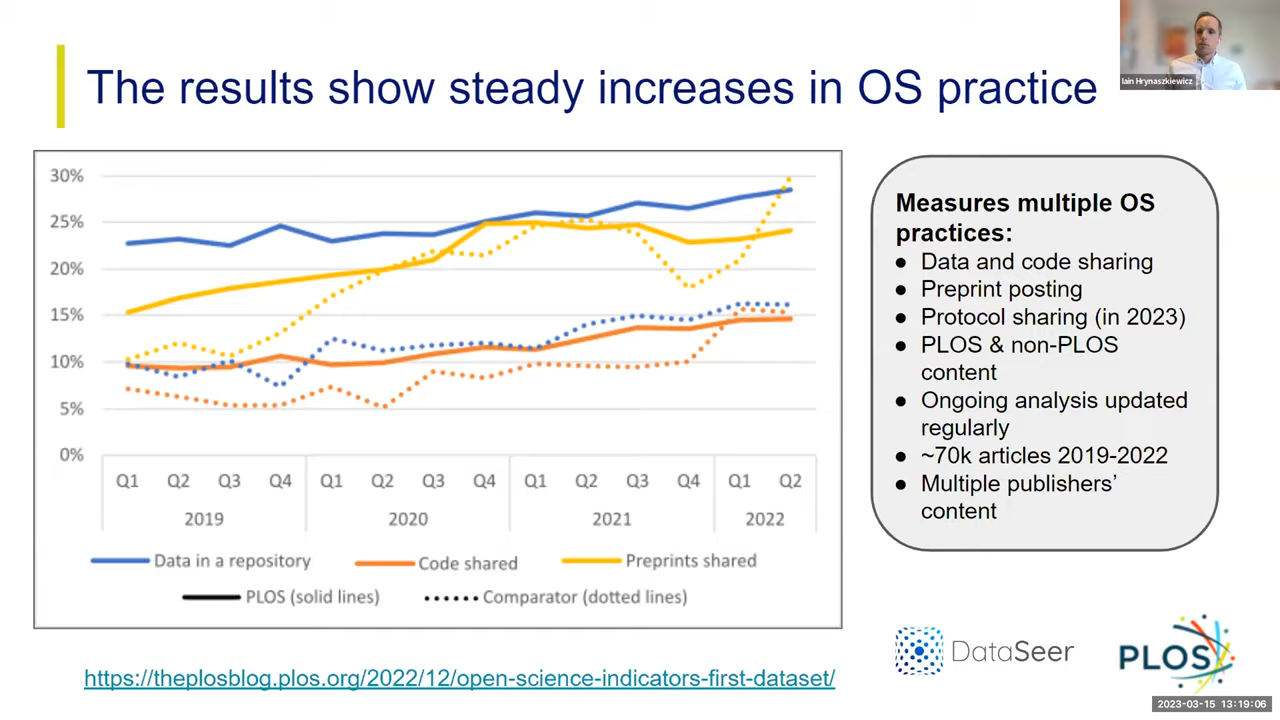 Iain Hrynaszkiewicz
The results show steady increases in OS practice
30%
25%
20%
15%
10%
5%
0%
Q1 Q2 Q3 Q4 Q1 Q2 Q3 Q4 Q1 Q2 Q3 Q4 Q1 Q2
2019 2020 2021 2022
Data in a repository Code shared Preprints shared
PLOS (solid lines) Comparator (dotted lines)
Measures multiple OS
practices:
● Data and code sharing
● Preprint posting
● Protocol sharing (in 2023)
● PLOS & non-PLOS
content
● Ongoing analysis updated
regularly
● ~70k articles 2019-2022
● Multiple publishers’
content
https://theplosblog.plos.org/2022/12/open-science-indicators-first-dataset/
DataSeer
PLOS
2023-03-15 13:19:06